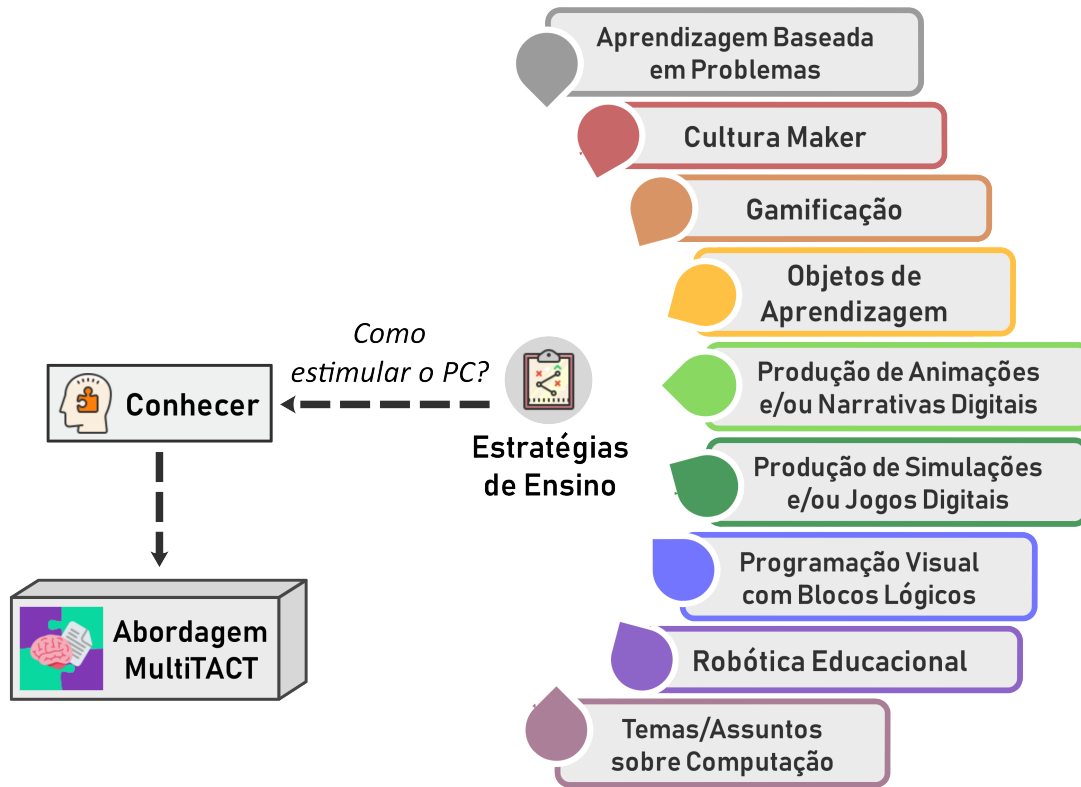 Aprendizagem Baseada
em Problemas
Cultura Maker
Gamificação
Objetos de
Aprendizagem
Como
estimular o PC?
Conhecer
Estratégias
de Ensino
Produção de Animações
e/ou Narrativas Digitais
Produção de Simulações
e/ou Jogos Digitais
Programação Visual
com Blocos Lógicos
Abordagem
MultiTACT
Robótica Educacional
Temas/Assuntos
sobre Computação